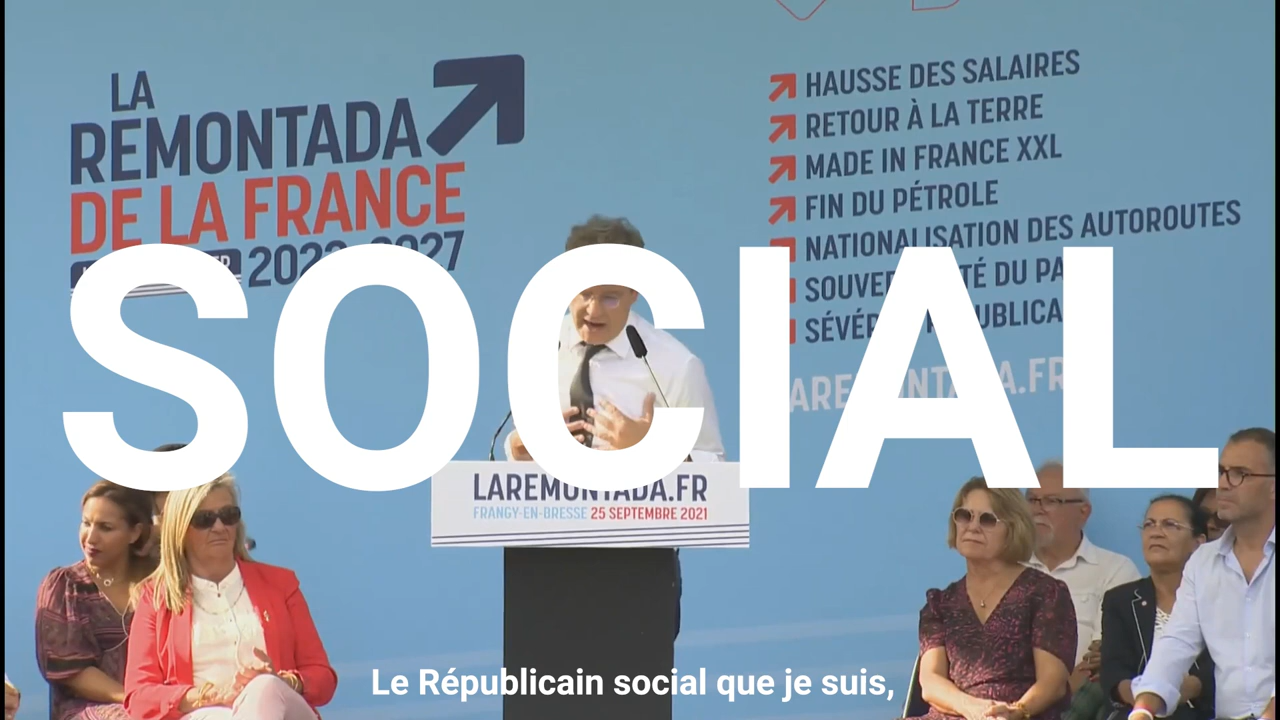 LA
REMONTADA
DE LA FRANCE
2022-2027
HAUSSE DES SALAIRES
RETOUR À LA TERRE
MADE IN FRANCE XXL
FIN DU PÉTROLE
NATIONALISATION DES AUTOROUTES
SOCIAL
LAREMONTADA.FR
LAREMONTADA.FR
FRANGY-EN-BRESSE 25 SEPTEMBRE 2021
Le Républicain social que je suis,